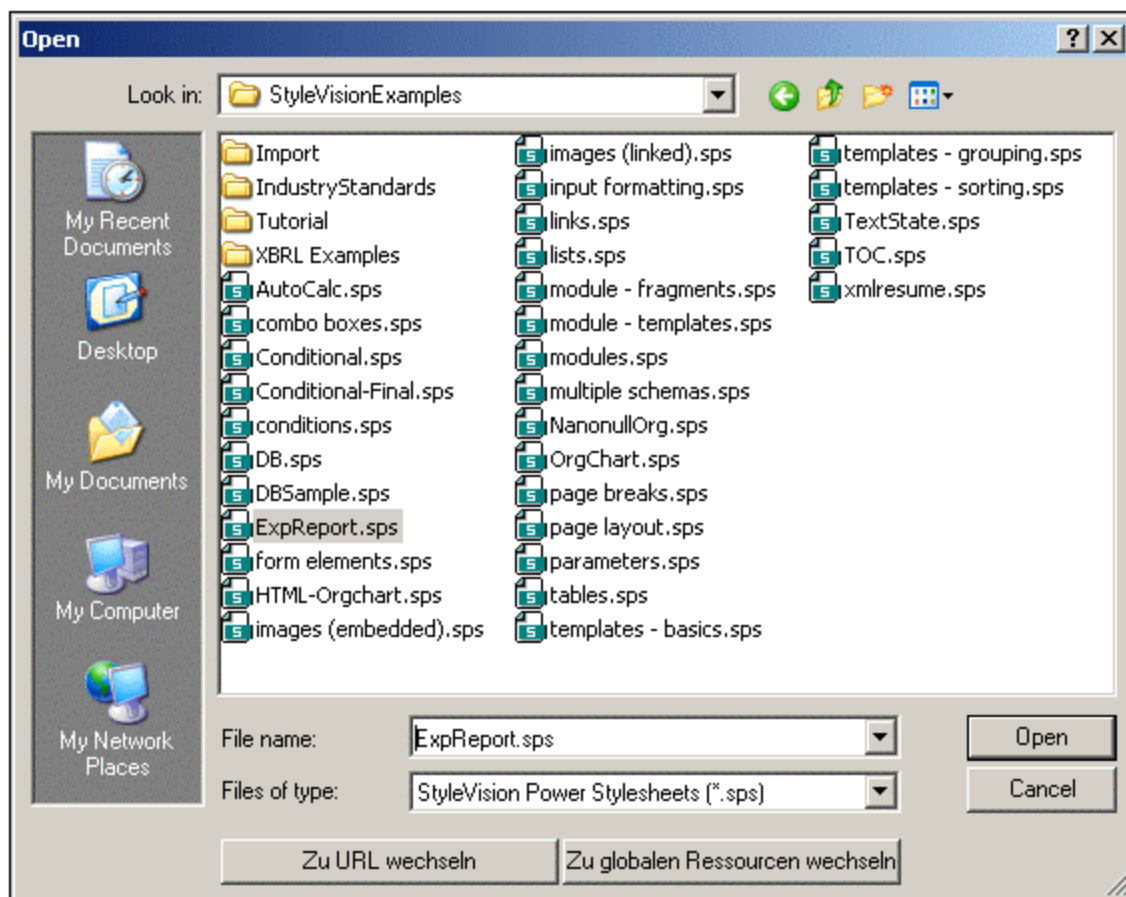 Open
Look in:
StyleVisionExamples
My Recent
Documents
Desktop
My Documents
My Computer
My Network
Places
Import
IndustryStandards
Tutorial
XBRL Examples
AutoCalc.sps
combo boxes.sps
Conditional.sps
Conditional-Final.sps
conditions.sps
DB.sps
DBSample.sps
ExpReport.sps
form elements.sps
HTML-Orgchart.sps
images (embedded).sps
images (linked).sps
input formatting.sps
links.sps
lists.sps
module - fragments.sps
module - templates.sps
modules.sps
multiple schemas.sps
NanonullOrg.sps
OrgChart.sps
page breaks.sps
page layout.sps
parameters.sps
tables.sps
templates - basics.sps
templates - grouping.sps
templates - sorting.sps
TextState.sps
TOC.sps
xmlresume.sps
File name:
ExpReport.sps
Open
Files of type:
StyleVision Power Stylesheets (*.sps)
Cancel
Zu URL wechseln
Zu globalen Ressourcen wechseln